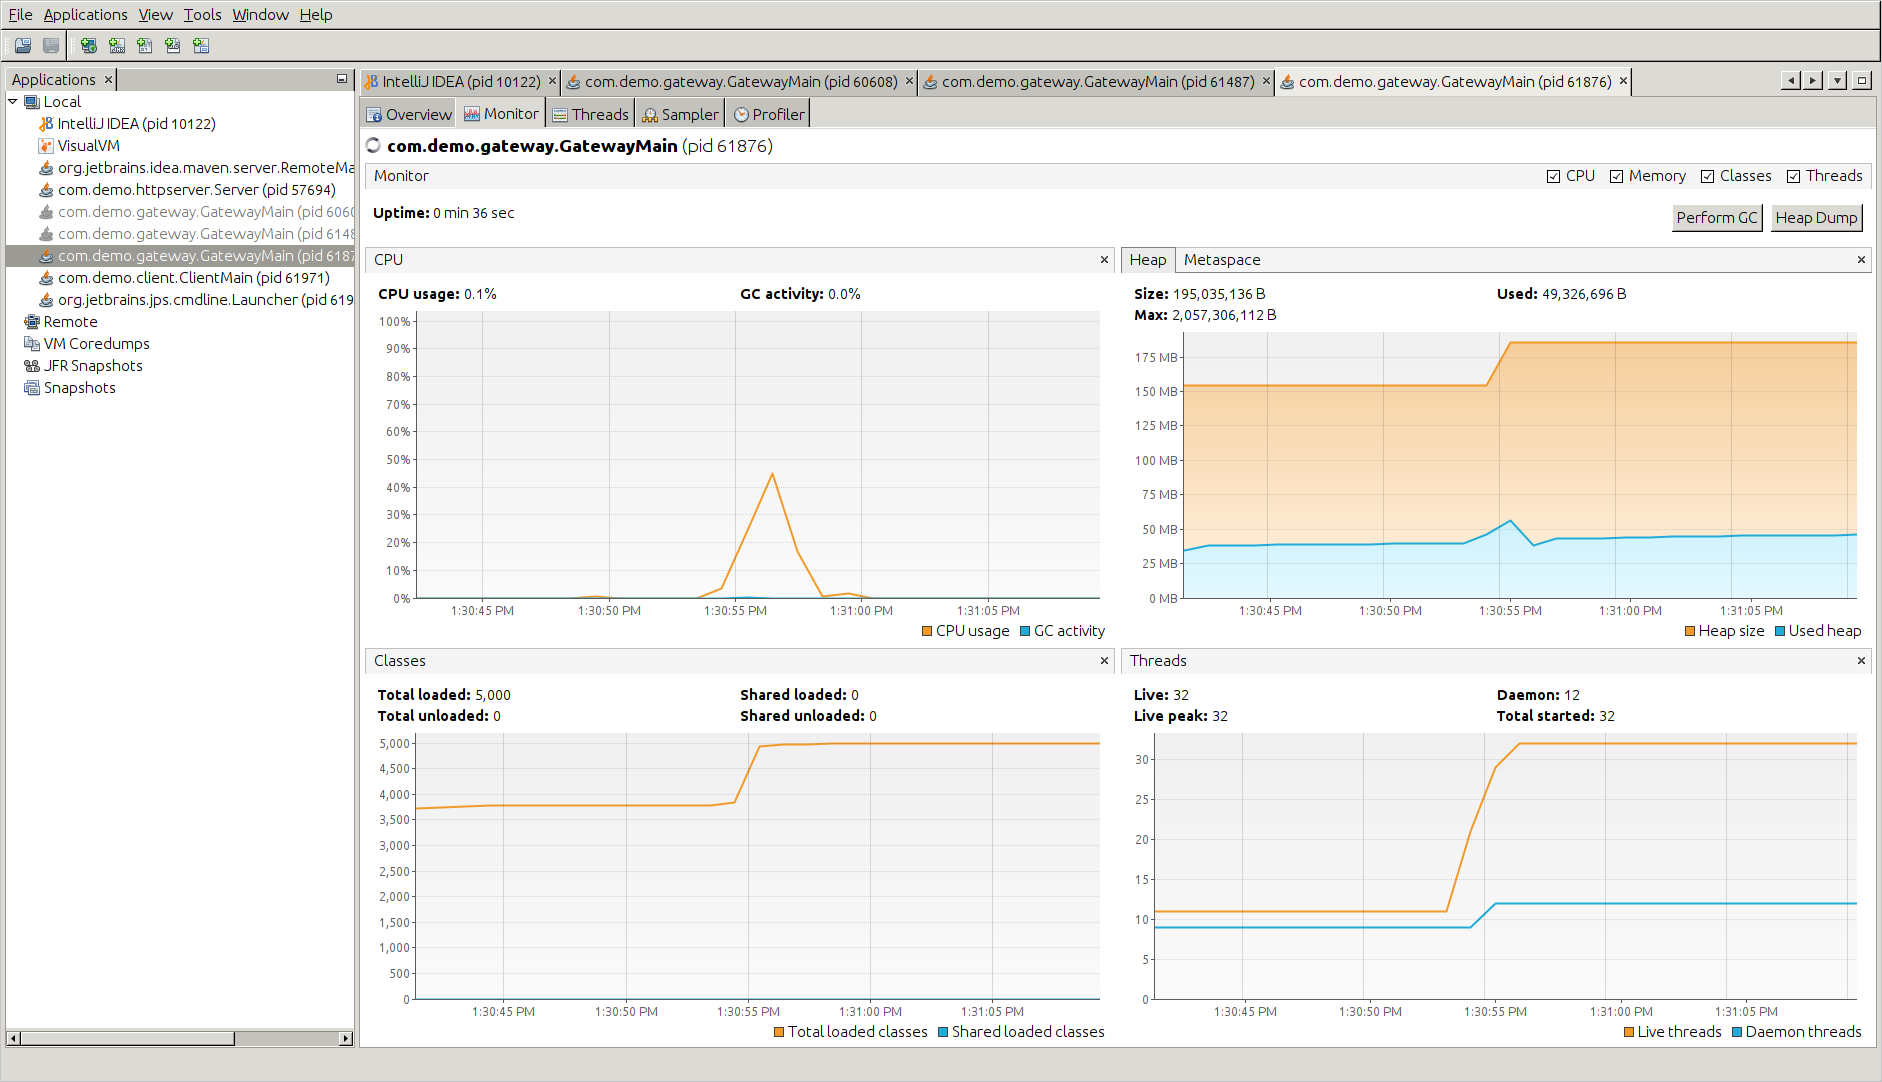 File Applications View Tools Window Help
Applications
Local
IntelliJ IDEA (pid 10122)
VisualVM
org.jetbrains.idea.maven.server.RemoteMa
com.demo.httpserver.Server (pid 57694)
com.demo.gateway.GatewayMain (pid 6060
com.demo.gateway.GatewayMain (pid 6148
com.demo.gateway.GatewayMain (pid 6187
com.demo.client.ClientMain (pid 61971)
org.jetbrains.jps.cmdline.Launcher (pid 619
Remote
VM Coredumps
JFR Snapshots
Snapshots
IntelliJ IDEA (pid 10122) com.demo.gateway.GatewayMain (pid 60608) com.demo.gateway.GatewayMain (pid 61487) com.demo.gateway.GatewayMain (pid 61876)
Overview Monitor Threads Sampler Profiler
com.demo.gateway.GatewayMain (pid 61876)
Monitor CPU Memory Classes Threads
Uptime: 0 min 36 sec Perform GC Heap Dump
CPU
CPU usage: 0.1% GC activity: 0.0%
100%
90%
80%
70%
60%
50%
40%
30%
20%
10%
0%
1:30:45 PM 1:30:50 PM 1:30:55 PM 1:31:00 PM 1:31:05 PM
CPU usage GC activity
Heap Metaspace
Size: 195,035,136 B Used: 49,326,696 B
Max: 2,057,306,112 B
175 MB
150 MB
125 MB
100 MB
75 MB
50 MB
25 MB
0 MB
1:30:45 PM 1:30:50 PM 1:30:55 PM 1:31:00 PM 1:31:05 PM
Heap size Used heap
Classes
Total loaded: 5,000 Shared loaded: 0
Total unloaded: 0 Shared unloaded: 0
5,000
4,500
4,000
3,500
3,000
2,500
2,000
1,500
1,000
500
0
1:30:45 PM 1:30:50 PM 1:30:55 PM 1:31:00 PM 1:31:05 PM
Total loaded classes Shared loaded classes
Threads
Live: 32 Daemon: 12
Live peak: 32 Total started: 32
30
25
20
15
10
5
0
1:30:45 PM 1:30:50 PM 1:30:55 PM 1:31:00 PM 1:31:05 PM
Live threads Daemon threads